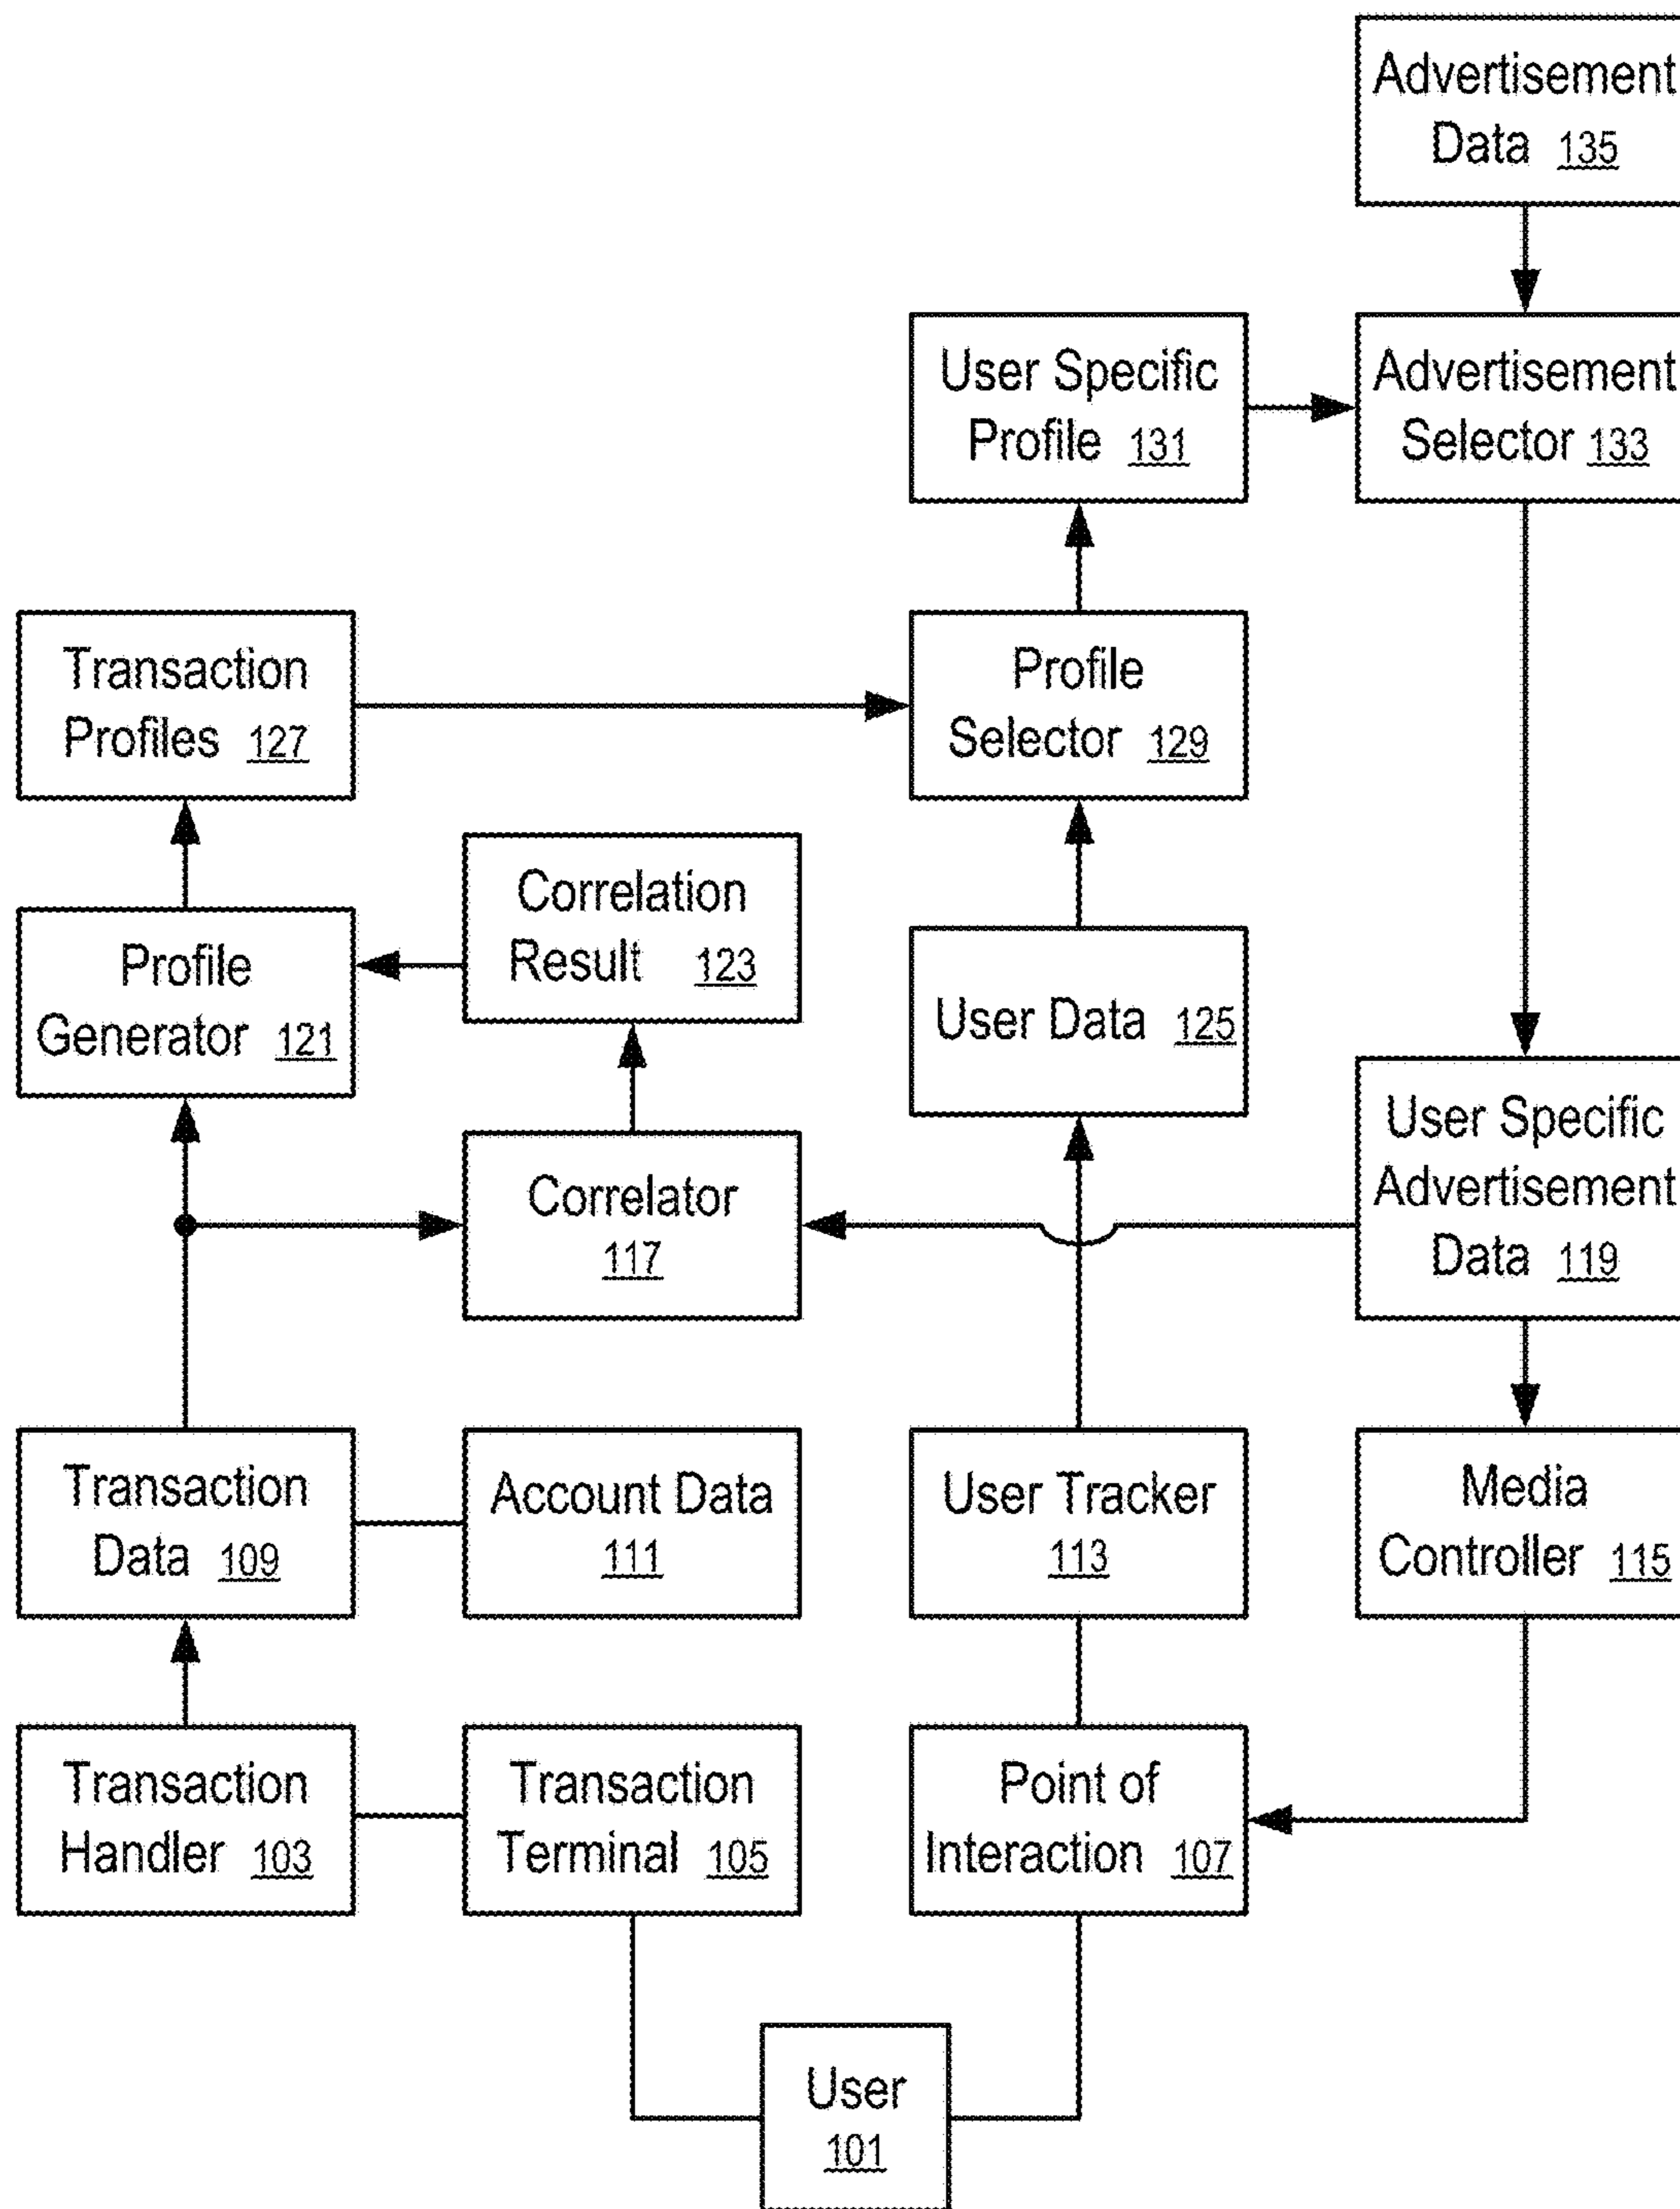 Advertisement
Data 135
User Specific
Profile 131
Advertisement
Selector 133
Transaction
Profiles 127
Profile
Selector 129
Correlation
Result 123
Profile
Generator 121
User Data 125
User Specific
Advertisement
Data 119
Correlator
117
Transaction
Data 109
Account Data
111
User Tracker
113
Media
Controller 115
Transaction
Handler 103
Transaction
Terminal 105
Point of
Interaction 107
User
101